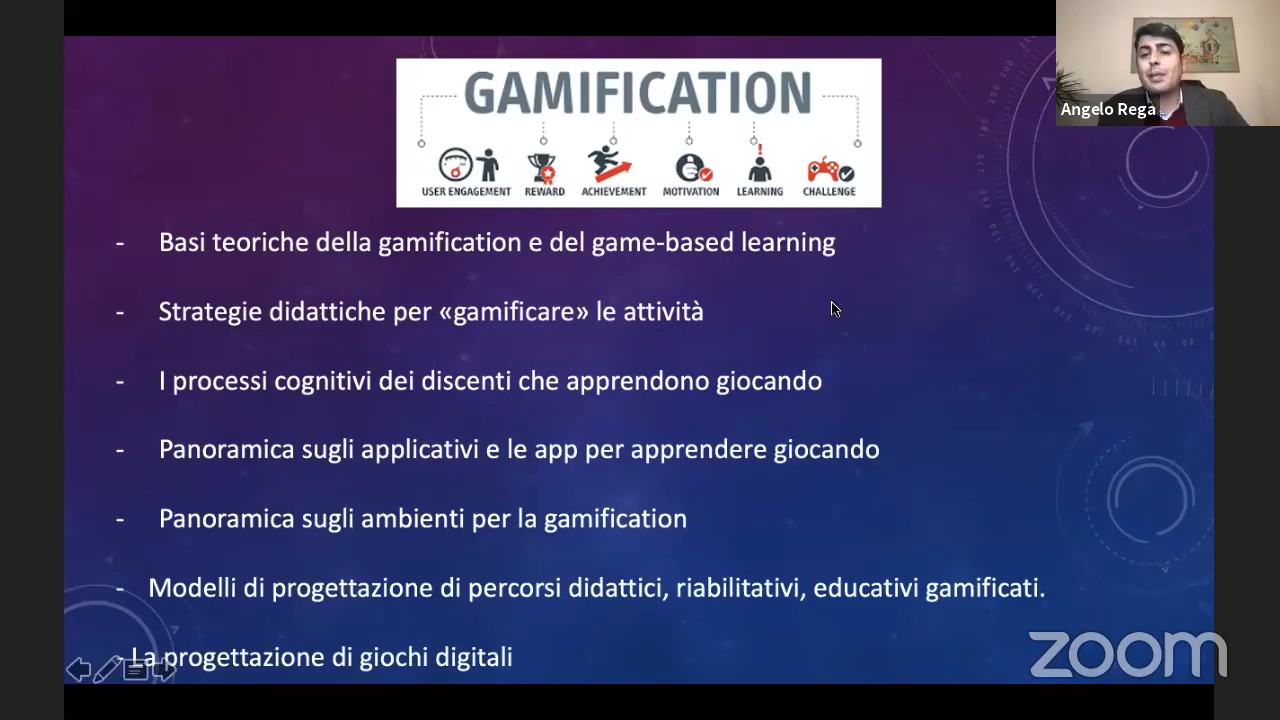 GAMIFICATION
USER ENGAGEMENT REWARD ACHIEVEMENT MOTIVATION LEARNING CHALLENGE
Angelo Rega
- Basi teoriche della gamification e del game-based learning
- Strategie didattiche per «gamificare» le attività
- I processi cognitivi dei discenti che apprendono giocando
- Panoramica sugli applicativi e le app per apprendere giocando
- Panoramica sugli ambienti per la gamification
- Modelli di progettazione di percorsi didattici, riabilitativi, educativi gamificati.
- La progettazione di giochi digitali
zoom